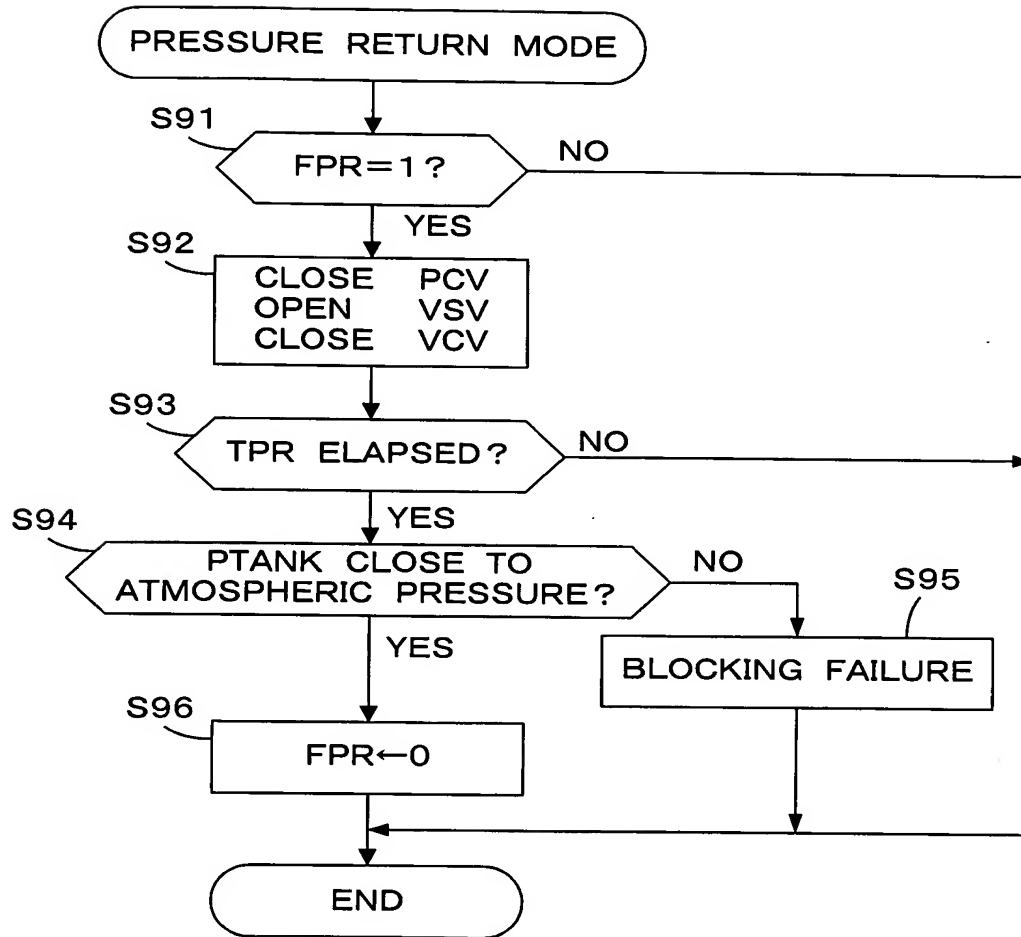 PRESSURE RETURN MODE
S91
FPR=1?
NO
YES
S92
CLOSE PCV
OPEN VSV
CLOSE VCV
S93
TPR ELAPSED?
NO
YES
S94
PTANK CLOSE TO
ATMOSPHERIC PRESSURE?
NO
S95
YES
BLOCKING FAILURE
S96
FPR←0
END